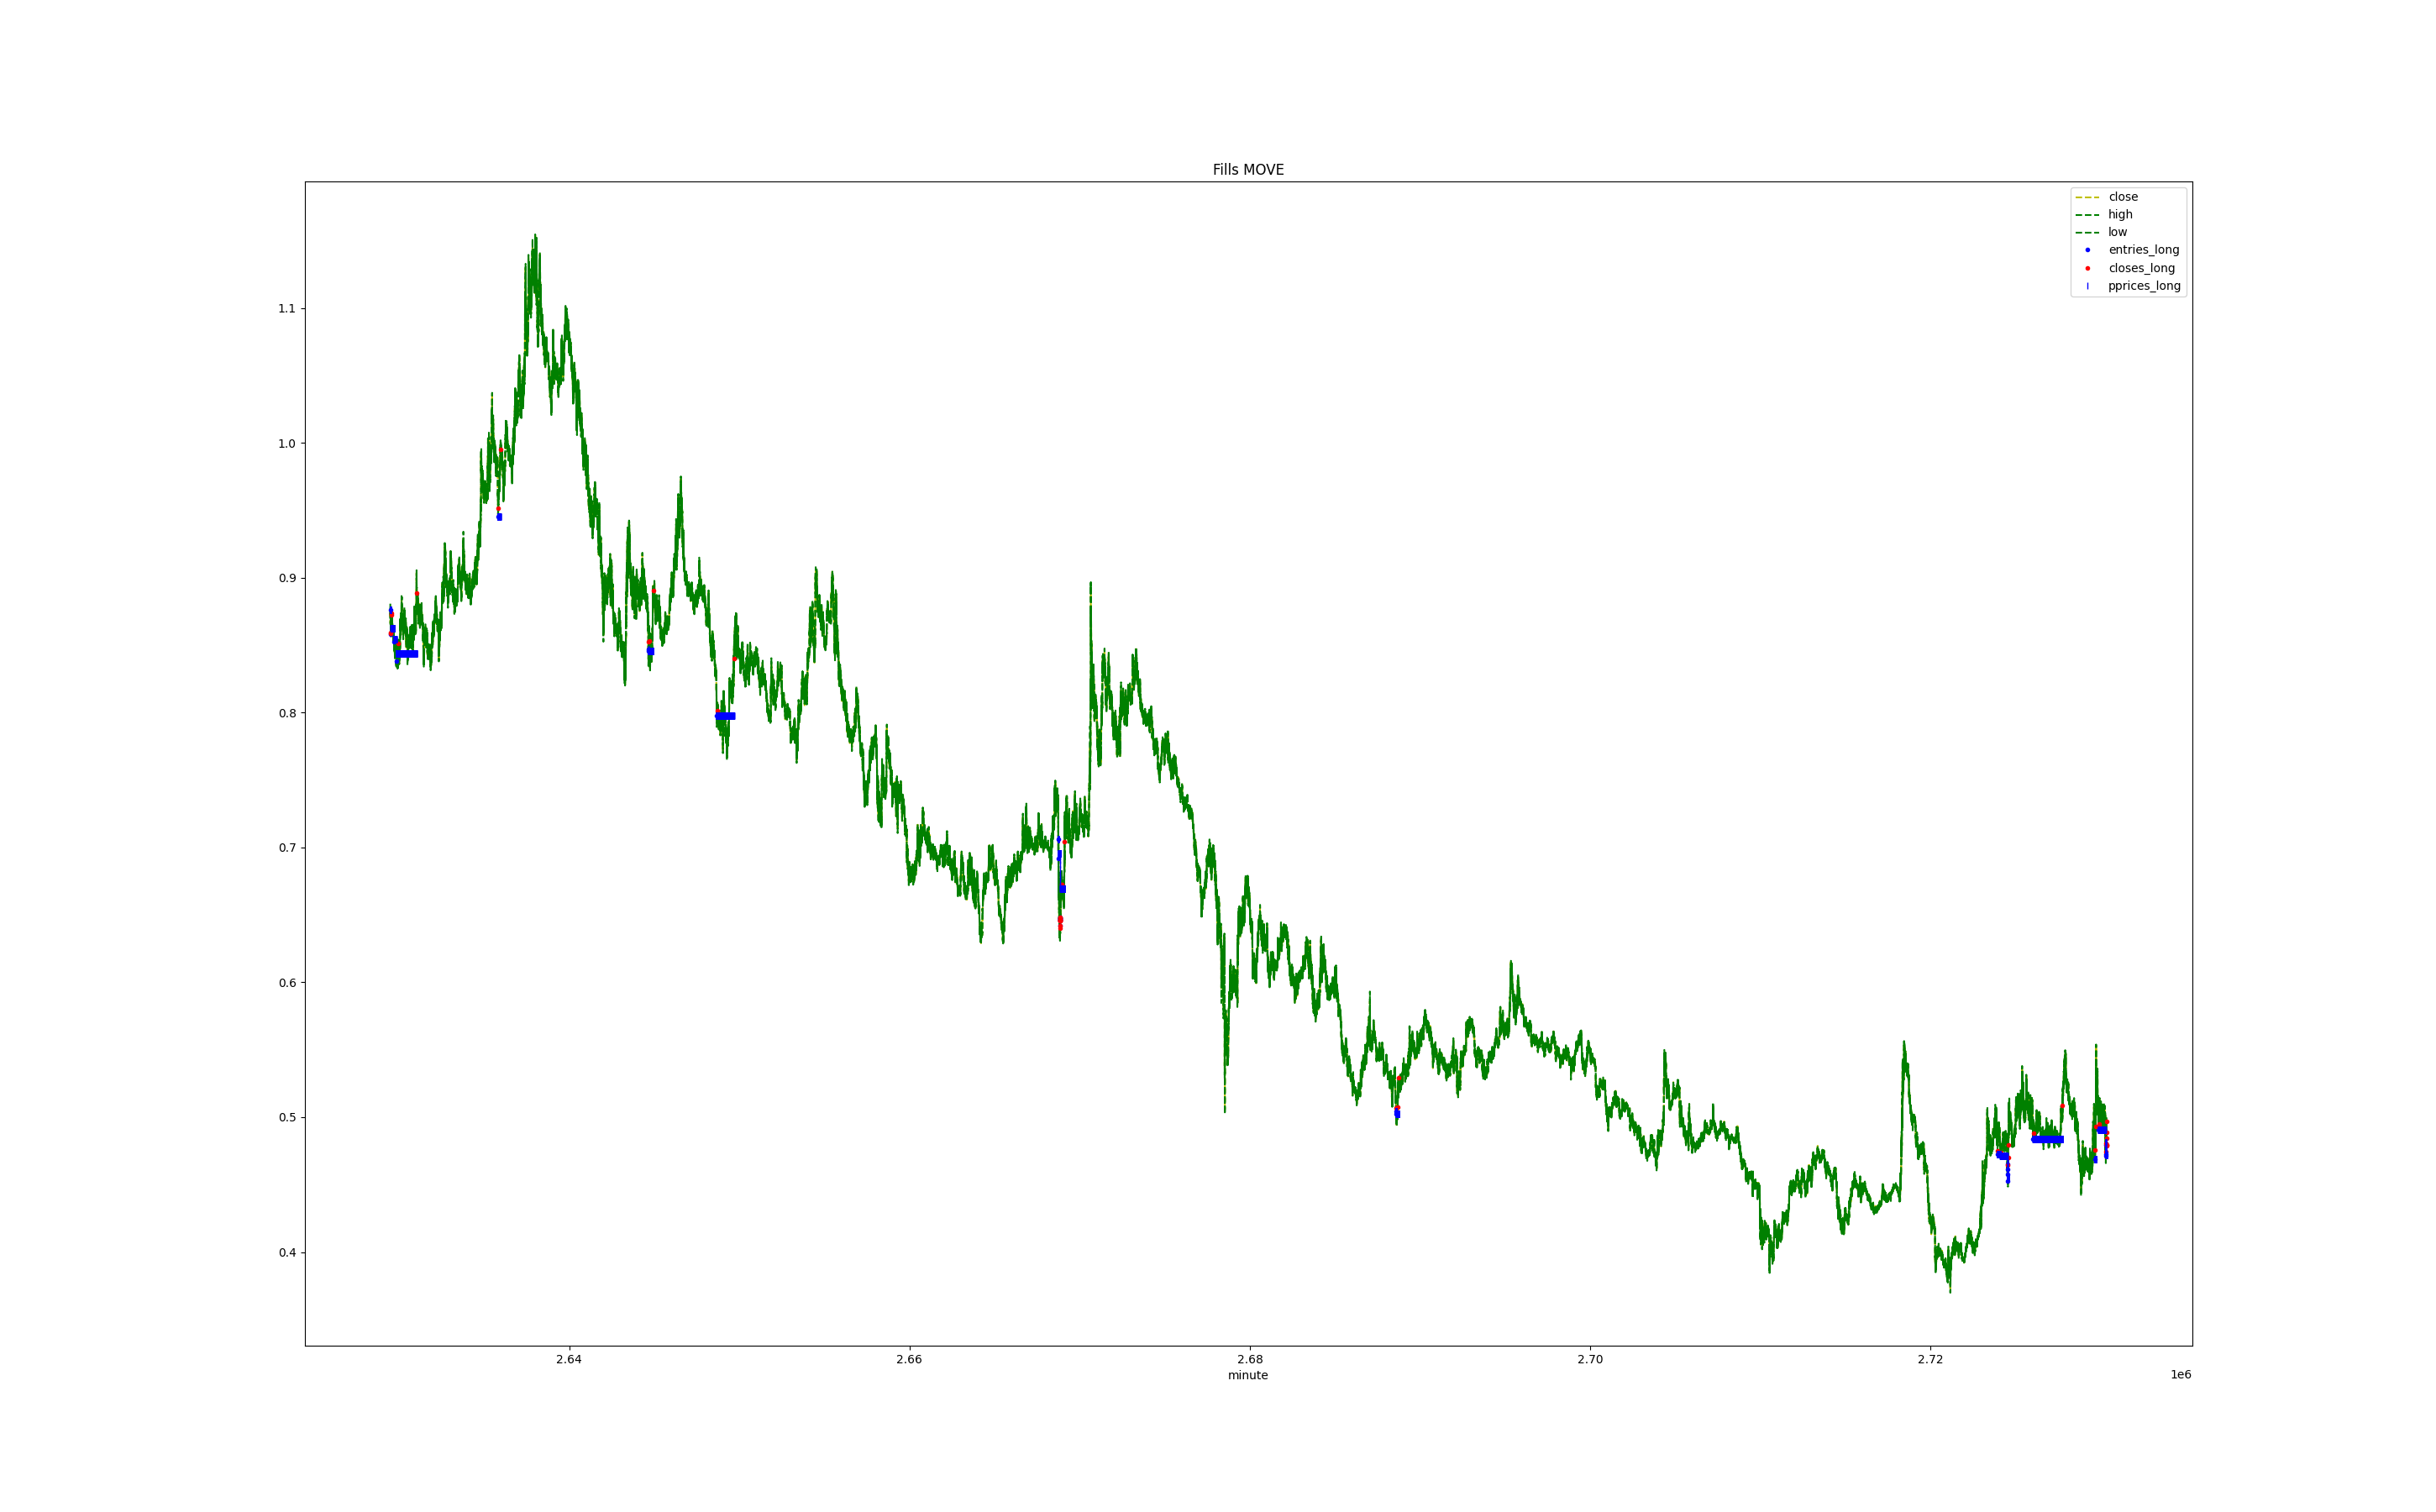 Fills MOVE
close
high
low
entries_long
closes_long
pprices_long
1.1
1.0
0.9
0.8
0.7
0.6
0.5
0.4
2.64 2.66 2.68 2.70 2.72
minute
1e6